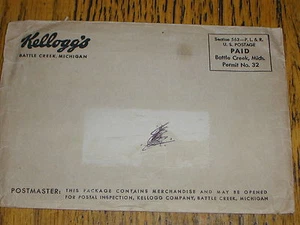 Kellogg's
BATTLE CREEK, MICHIGAN
Section 562—P. L. & R.
U. S. POSTAGE
PAID
Battle Creek, Mich.
Permit No. 32
POSTMASTER: THIS PACKAGE CONTAINS MERCHANDISE AND MAY BE OPENED
FOR POSTAL INSPECTION, KELLOGG COMPANY, BATTLE CREEK, MICHIGAN